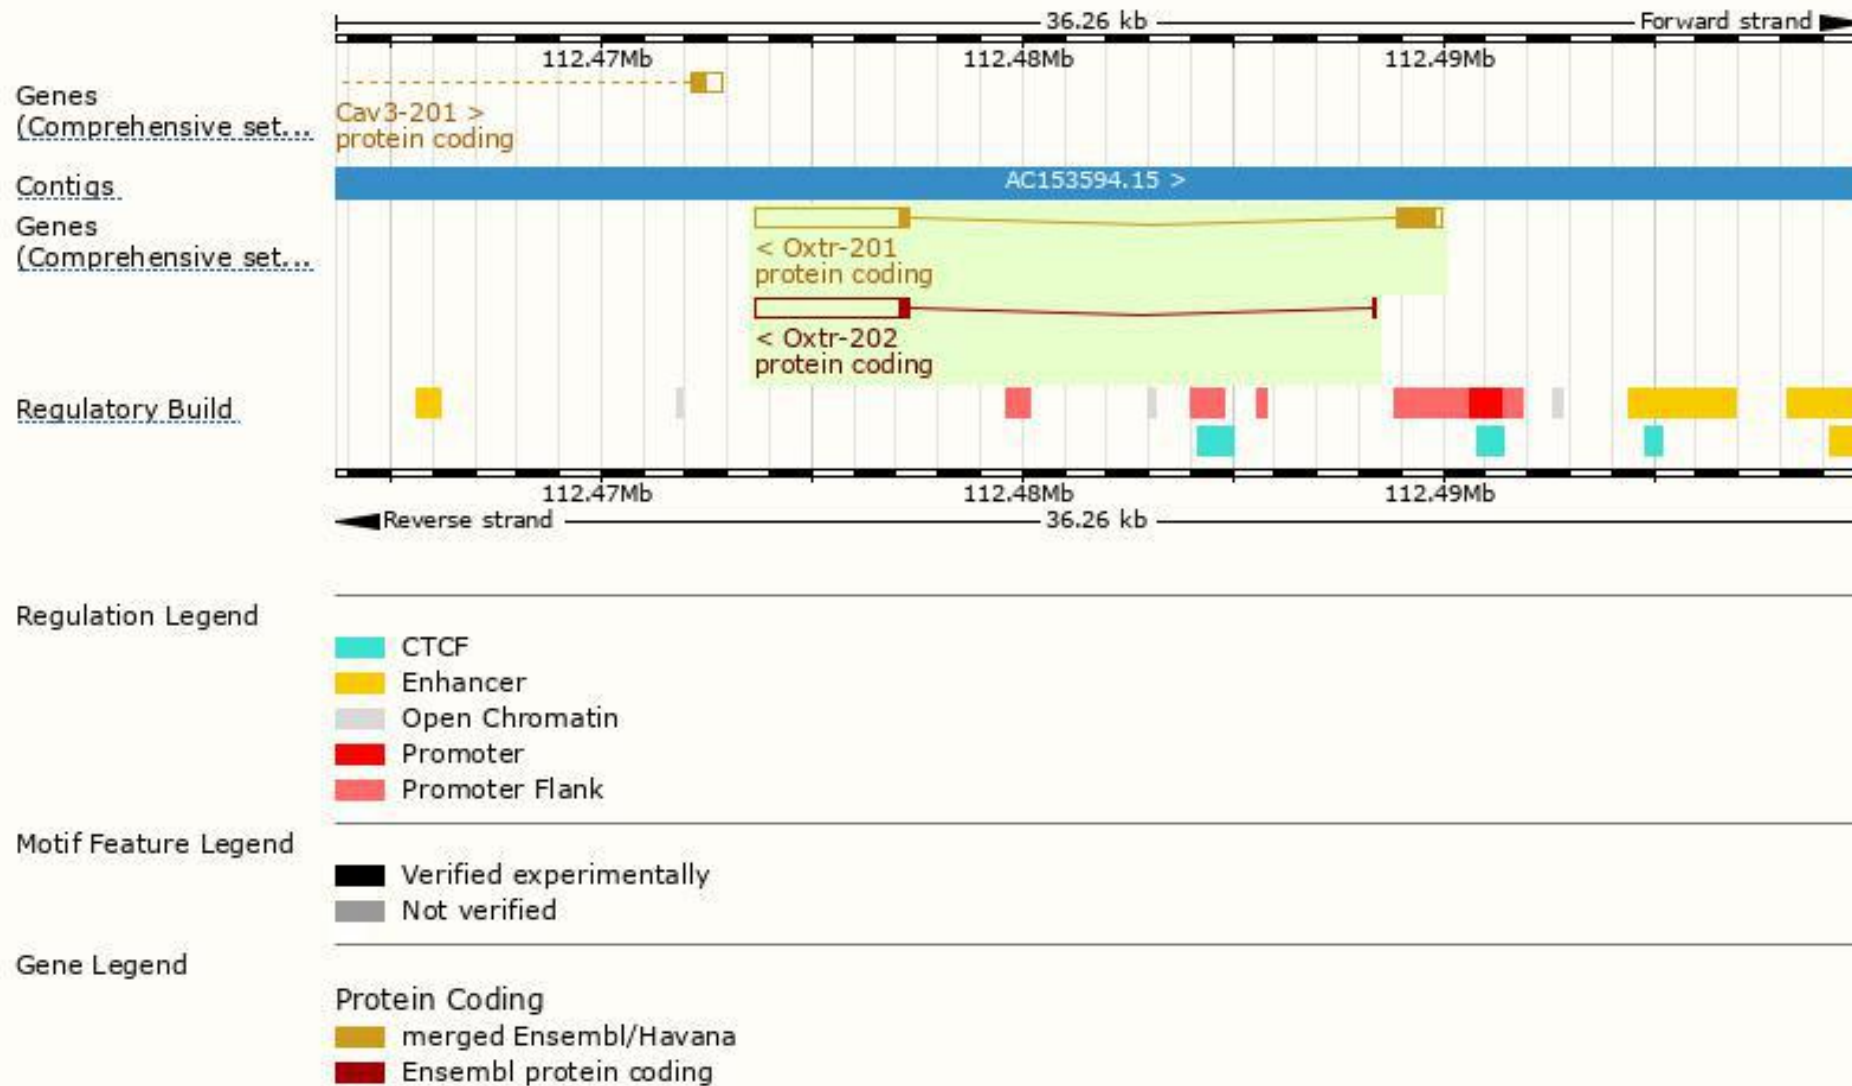 36.26 kb Forward strand
112.47Mb 112.48Mb 112.49Mb
Genes
(Comprehensive set...
Cav3-201 >
protein coding
Contigs
AC153594.15 >
Genes
(Comprehensive set...
< Oxtr-201
protein coding
< Oxtr-202
protein coding
Regulatory Build
112.47Mb 112.48Mb 112.49Mb
Reverse strand 36.26 kb
Regulation Legend
CTCF
Enhancer
Open Chromatin
Promoter
Promoter Flank
Motif Feature Legend
Verified experimentally
Not verified
Gene Legend
Protein Coding
merged Ensembl/Havana
Ensembl protein coding